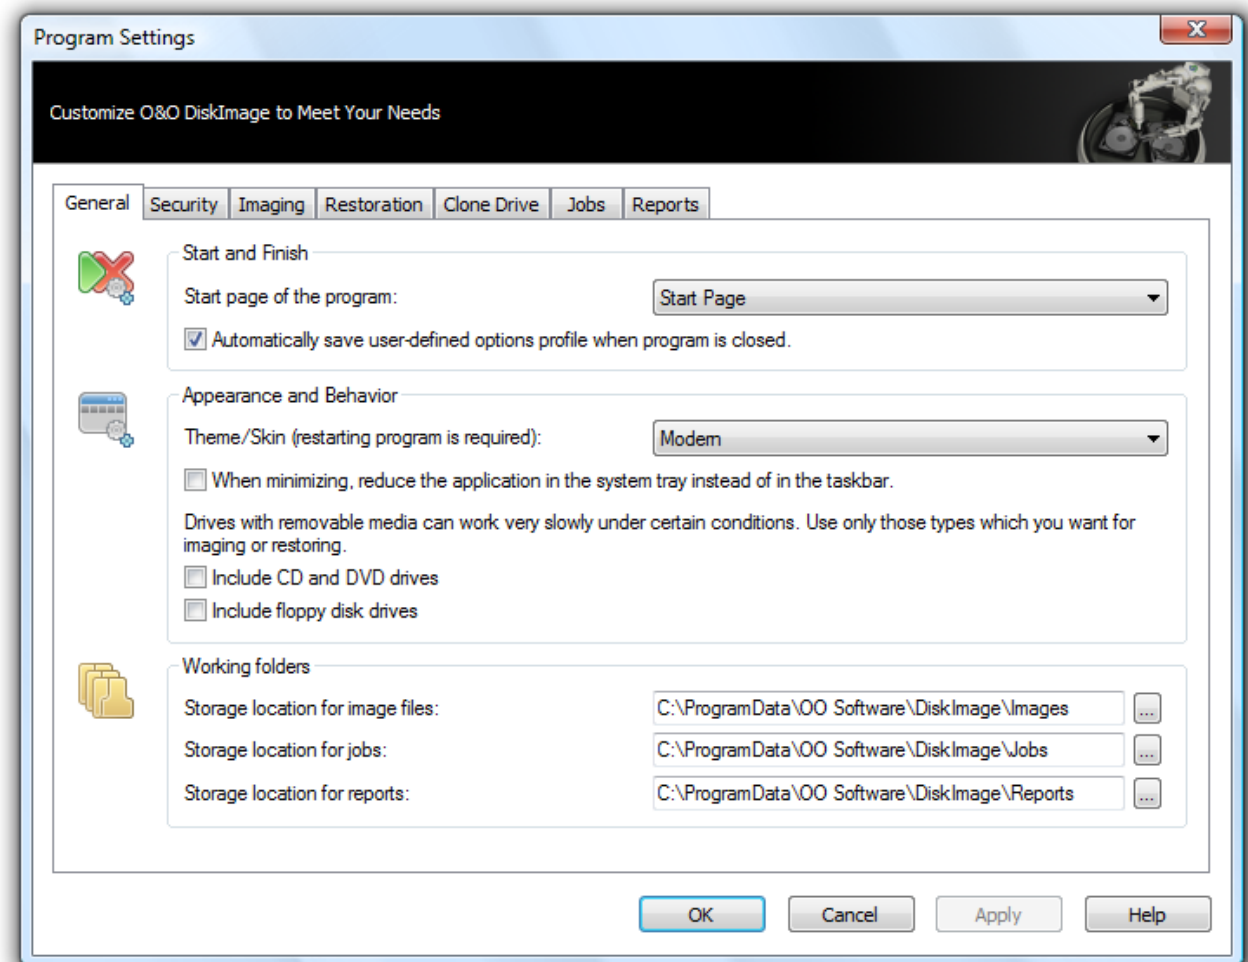 Program Settings
Customize O&O DiskImage to Meet Your Needs
General Security Imaging Restoration Clone Drive Jobs Reports
Start and Finish
Start page of the program: Start Page
Automatically save user-defined options profile when program is closed.
Appearance and Behavior
Theme/Skin (restarting program is required): Modern
When minimizing, reduce the application in the system tray instead of in the taskbar.
Drives with removable media can work very slowly under certain conditions. Use only those types which you want for
imaging or restoring.
Include CD and DVD drives
Include floppy disk drives
Working folders
Storage location for image files: C:\ProgramData\OO Software\DiskImage\Images ...
Storage location for jobs: C:\ProgramData\OO Software\DiskImage\Jobs ...
Storage location for reports: C:\ProgramData\OO Software\DiskImage\Reports ...
OK Cancel Apply Help